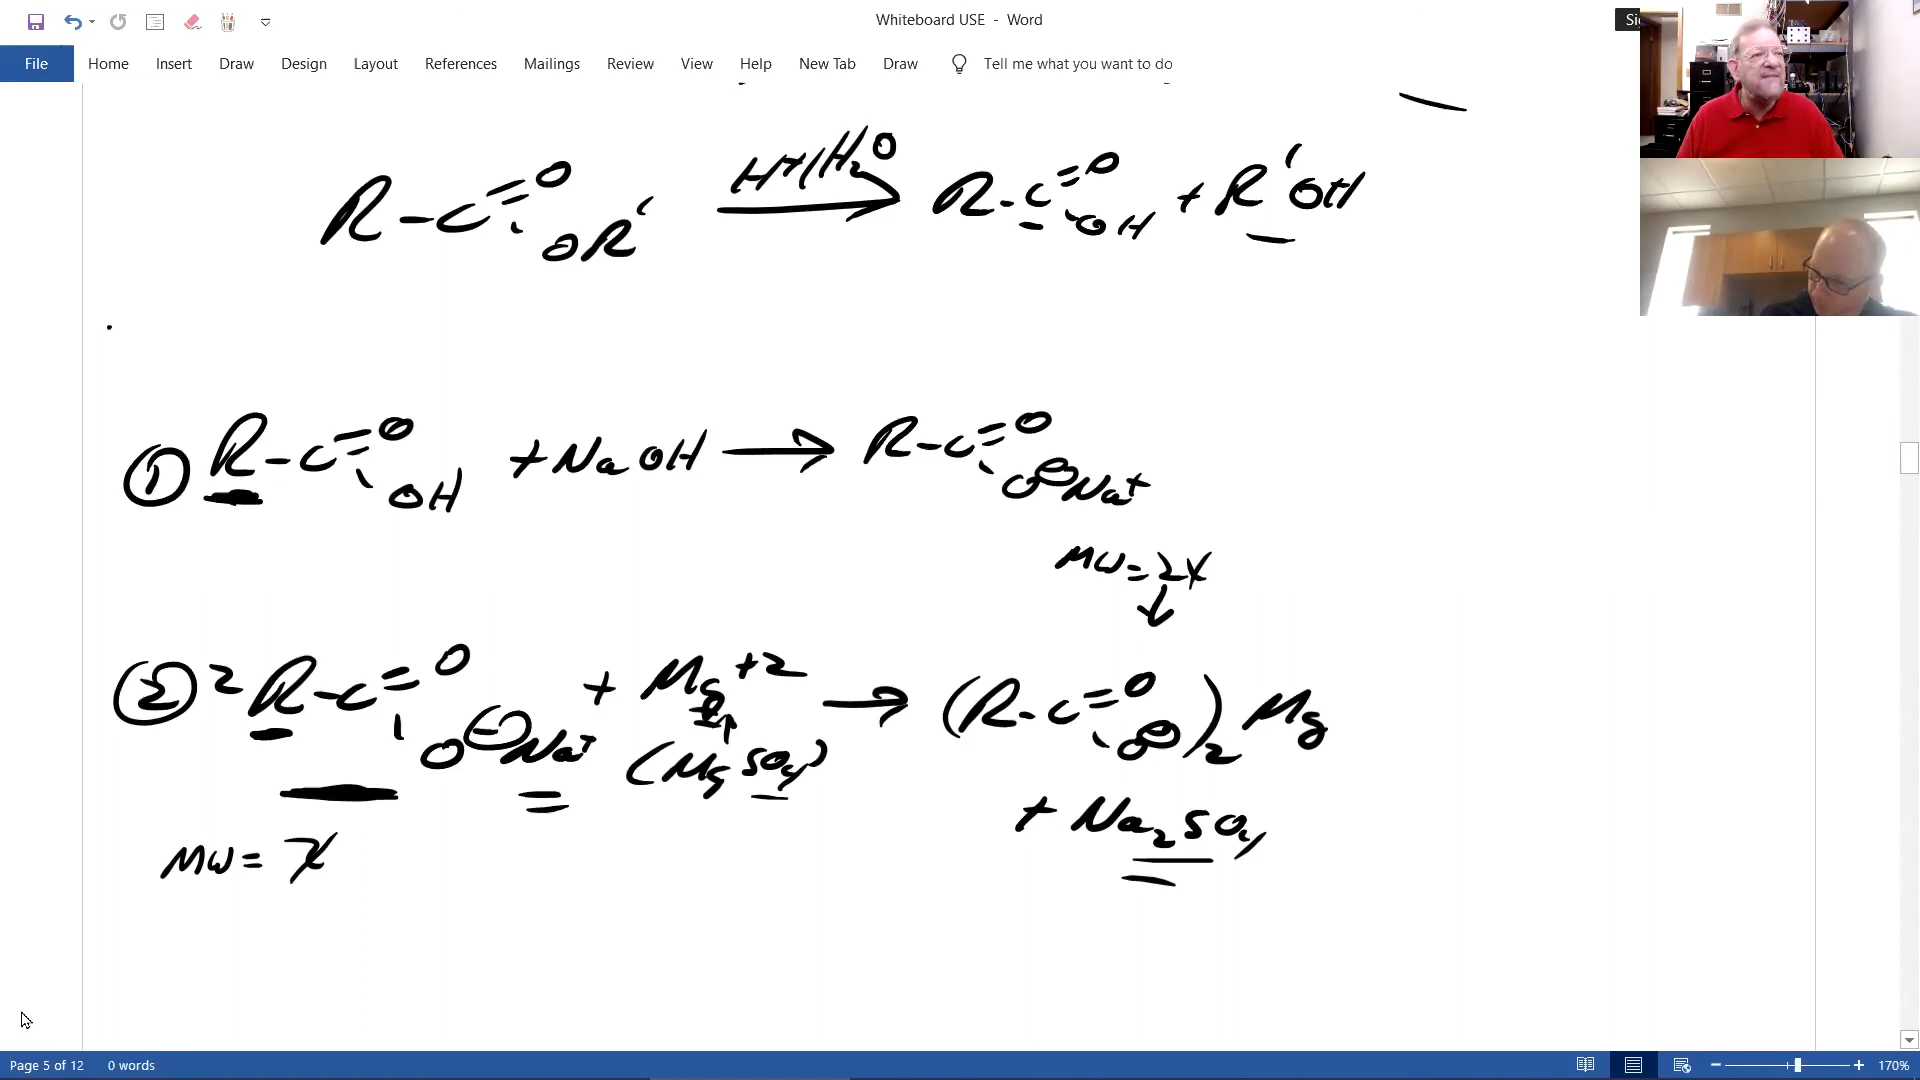 Whiteboard USE - Word
Si
File Home Insert Draw Design Layout References Mailings Review View Help New Tab Draw Tell me what you want to do
R-C=O OR' H+/H2O → R-C=O OH + R'OH
① R-C=O OH + NaOH → R-C=O O⊖Na+
MW=2X
↓
② 2 R-C=O O⊖Na+ + Mg+2 → (R-C=O O⊖)2 Mg
(MgSO4)
+ Na2SO4
MW= X
Page 5 of 12 0 words 170%